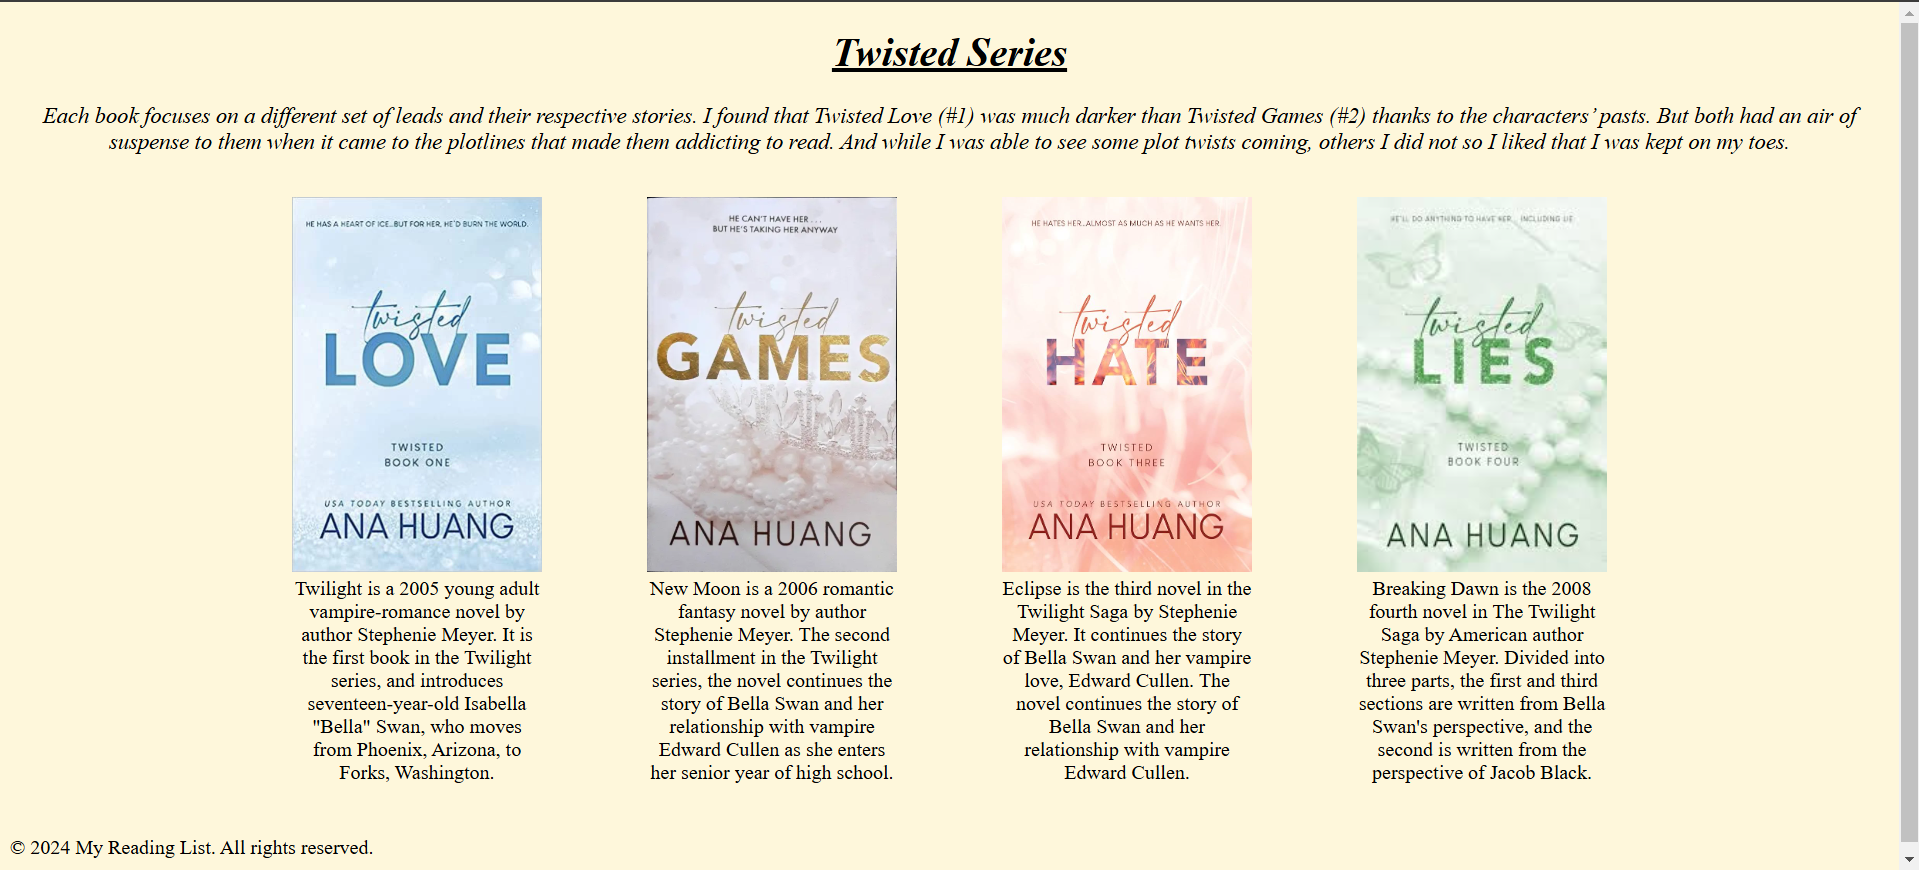 Twisted Series
Each book focuses on a different set of leads and their respective stories. I found that Twisted Love (#1) was much darker than Twisted Games (#2) thanks to the characters’ pasts. But both had an air of
suspense to them when it came to the plotlines that made them addicting to read. And while I was able to see some plot twists coming, others I did not so I liked that I was kept on my toes.
HE HAS A HEART OF ICE...BUT FOR HER, HE'D BURN THE WORLD.
twisted
LOVE
TWISTED
BOOK ONE
USA TODAY BESTSELLING AUTHOR
ANA HUANG
Twilight is a 2005 young adult
vampire-romance novel by
author Stephenie Meyer. It is
the first book in the Twilight
series, and introduces
seventeen-year-old Isabella
"Bella" Swan, who moves
from Phoenix, Arizona, to
Forks, Washington.
HE CAN'T HAVE HER . . .
BUT HE'S TAKING HER ANYWAY
twisted
GAMES
ANA HUANG
New Moon is a 2006 romantic
fantasy novel by author
Stephenie Meyer. The second
installment in the Twilight
series, the novel continues the
story of Bella Swan and her
relationship with vampire
Edward Cullen as she enters
her senior year of high school.
HE HATES HER...ALMOST AS MUCH AS HE WANTS HER.
twisted
HATE
TWISTED
BOOK THREE
USA TODAY BESTSELLING AUTHOR
ANA HUANG
Eclipse is the third novel in the
Twilight Saga by Stephenie
Meyer. It continues the story
of Bella Swan and her vampire
love, Edward Cullen. The
novel continues the story of
Bella Swan and her
relationship with vampire
Edward Cullen.
HE'LL DO ANYTHING TO HAVE HER... INCLUDING LIE.
twisted
LIES
TWISTED
BOOK FOUR
ANA HUANG
Breaking Dawn is the 2008
fourth novel in The Twilight
Saga by American author
Stephenie Meyer. Divided into
three parts, the first and third
sections are written from Bella
Swan's perspective, and the
second is written from the
perspective of Jacob Black.
© 2024 My Reading List. All rights reserved.